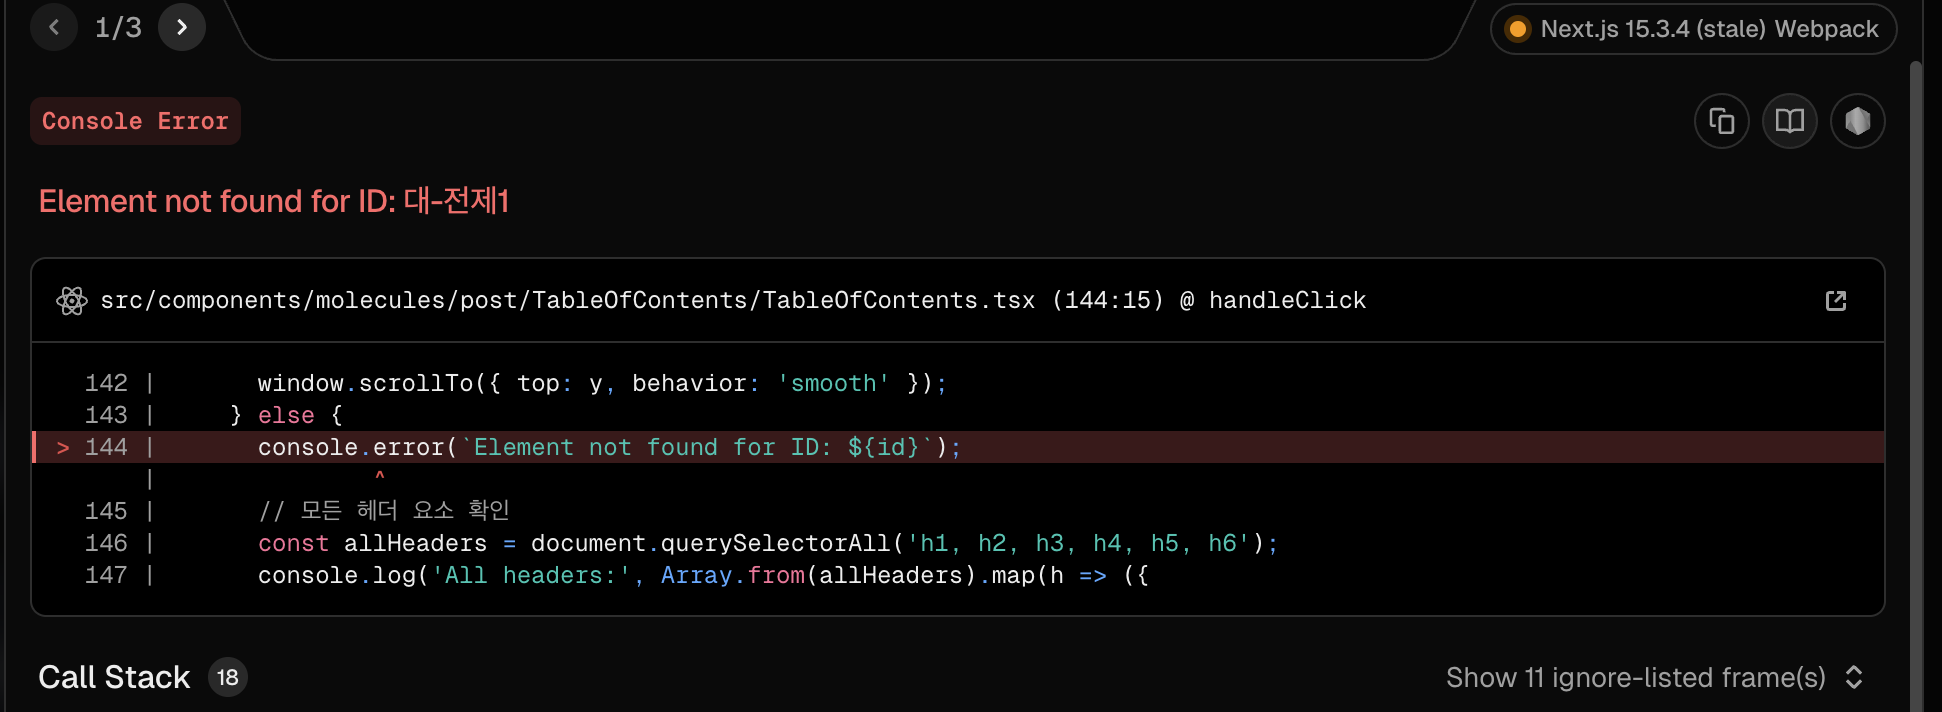 1/3
Next.js 15.3.4 (stale) Webpack
Console Error
Element not found for ID: 대-전제1
src/components/molecules/post/TableOfContents/TableOfContents.tsx (144:15) @ handleClick
142 |       window.scrollTo({ top: y, behavior: 'smooth' });
143 |     } else {
> 144 |       console.error(`Element not found for ID: ${id}`);
|               ^
145 |       // 모든 헤더 요소 확인
146 |       const allHeaders = document.querySelectorAll('h1, h2, h3, h4, h5, h6');
147 |       console.log('All headers:', Array.from(allHeaders).map(h => ({
Call Stack 18
Show 11 ignore-listed frame(s)